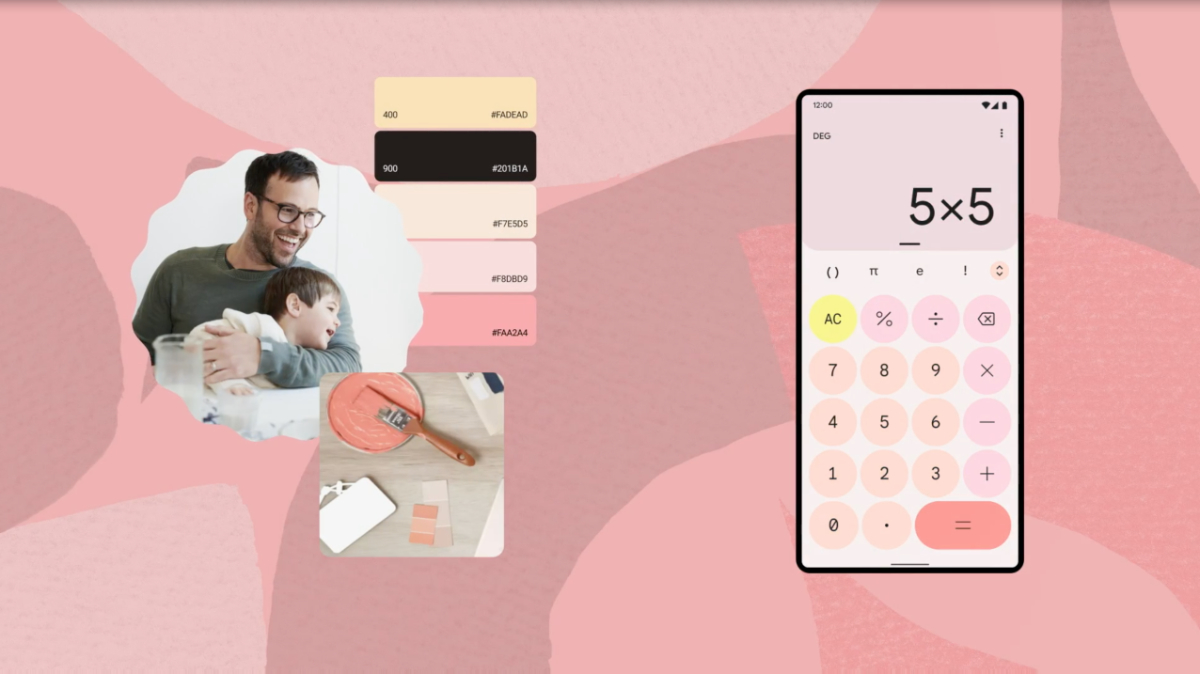 400 #FADEAD
900 #201B1A
#F7E5D5
#F8DBD9
#FAA2A4
12:00
DEG
5×5
() π e !
AC % ÷
7 8 9 ×
4 5 6 −
1 2 3 +
0 . =